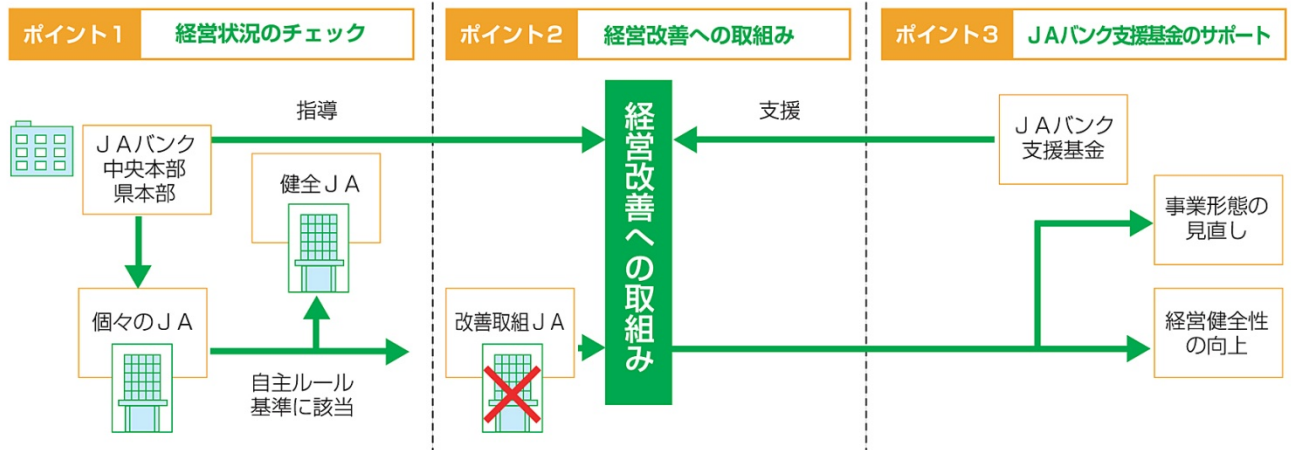 ポイント1
経営状況のチェック
指導
JAバンク
中央本部
県本部
健全JA
個々のJA
自主ルール
基準に該当
ポイント2
経営改善への取組み
経営改善への取組み
改善取組JA
ポイント3
JAバンク支援基金のサポート
支援
JAバンク
支援基金
事業形態の
見直し
経営健全性
の向上